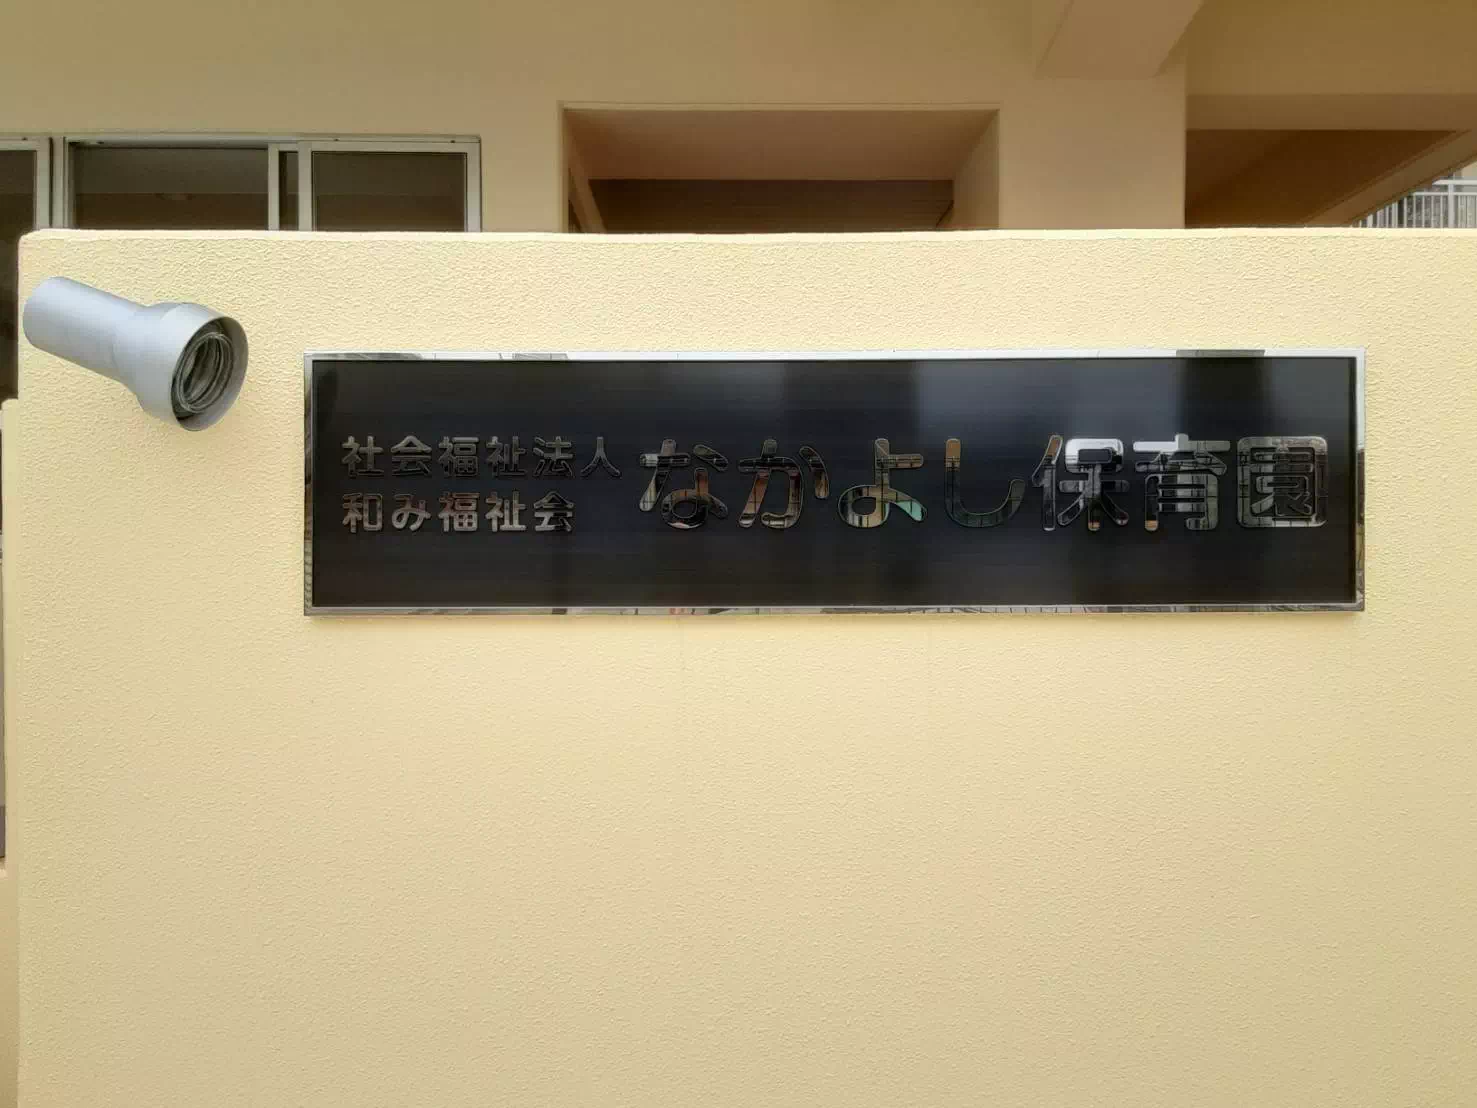 社会福祉法人
和み福祉会
なかよし保育園